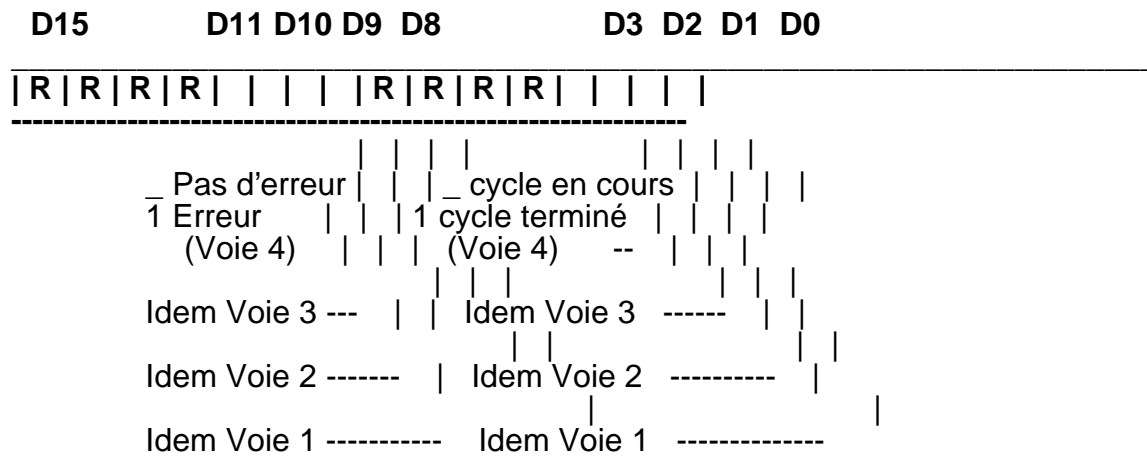 D15 D11 D10 D9 D8 D3 D2 D1 D0
____________________________________________________________________
| R | R | R | R | | | | | R | R | R | R | | | | |
-----------------------------------------------------------------
| | | | | | | |
_ Pas d'erreur | | | _ cycle en cours | | | |
1 Erreur | | | 1 cycle terminé | | | |
(Voie 4) | | | (Voie 4) -- | | |
| | | | | |
Idem Voie 3 --- | | Idem Voie 3 ------ | |
| | | |
Idem Voie 2 ------- | Idem Voie 2 ---------- |
| |
Idem Voie 1 ----------- Idem Voie 1 --------------